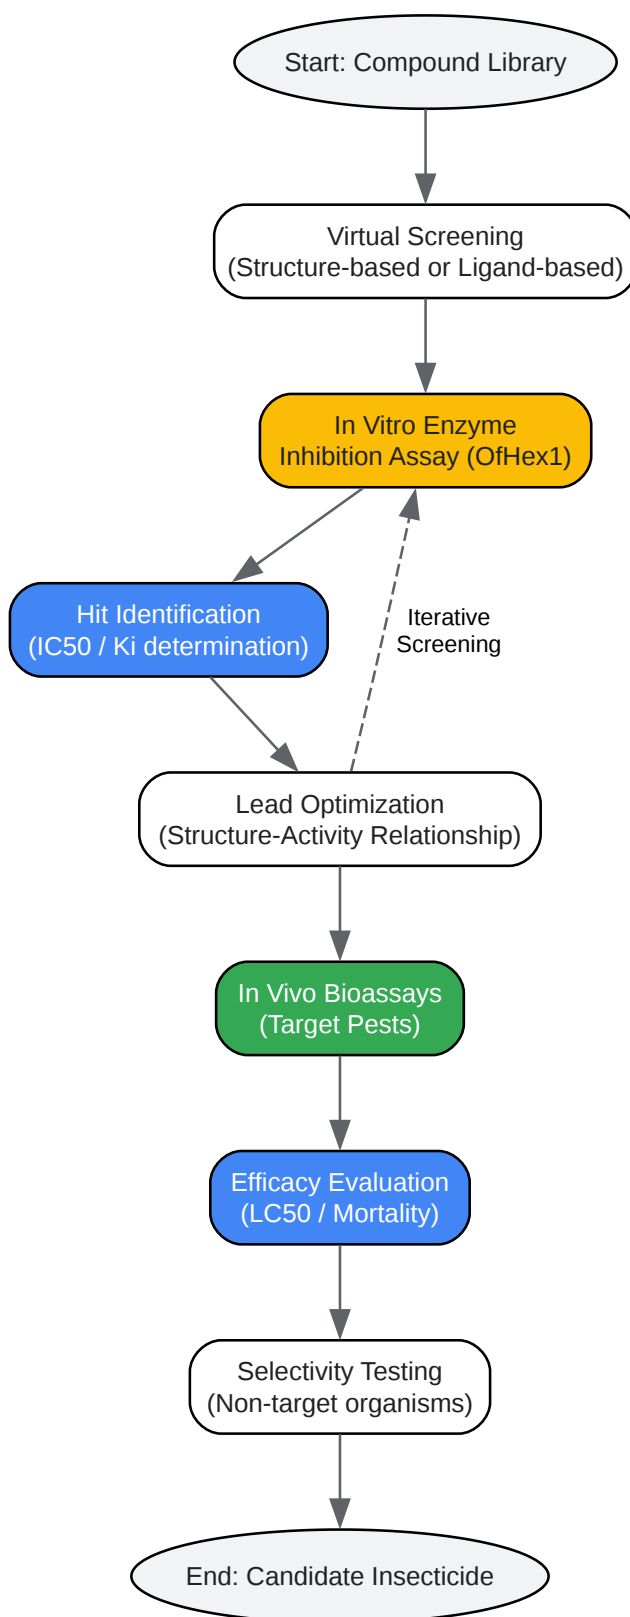 Start: Compound Library
Virtual Screening
(Structure-based or Ligand-based)
In Vitro Enzyme
Inhibition Assay (OfHex1)
Hit Identification
(IC50 / Ki determination)
Iterative
Screening
Lead Optimization
(Structure-Activity Relationship)
In Vivo Bioassays
(Target Pests)
Efficacy Evaluation
(LC50 / Mortality)
Selectivity Testing
(Non-target organisms)
End: Candidate Insecticide